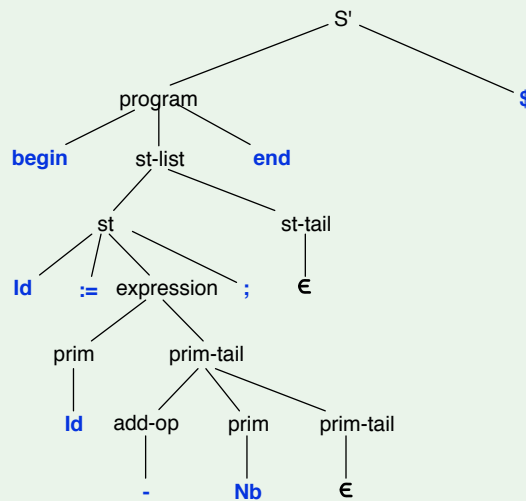 S'
program $
begin st-list end
st st-tail
Id := expression ; ϵ
prim prim-tail
Id add-op prim prim-tail
- Nb ϵ